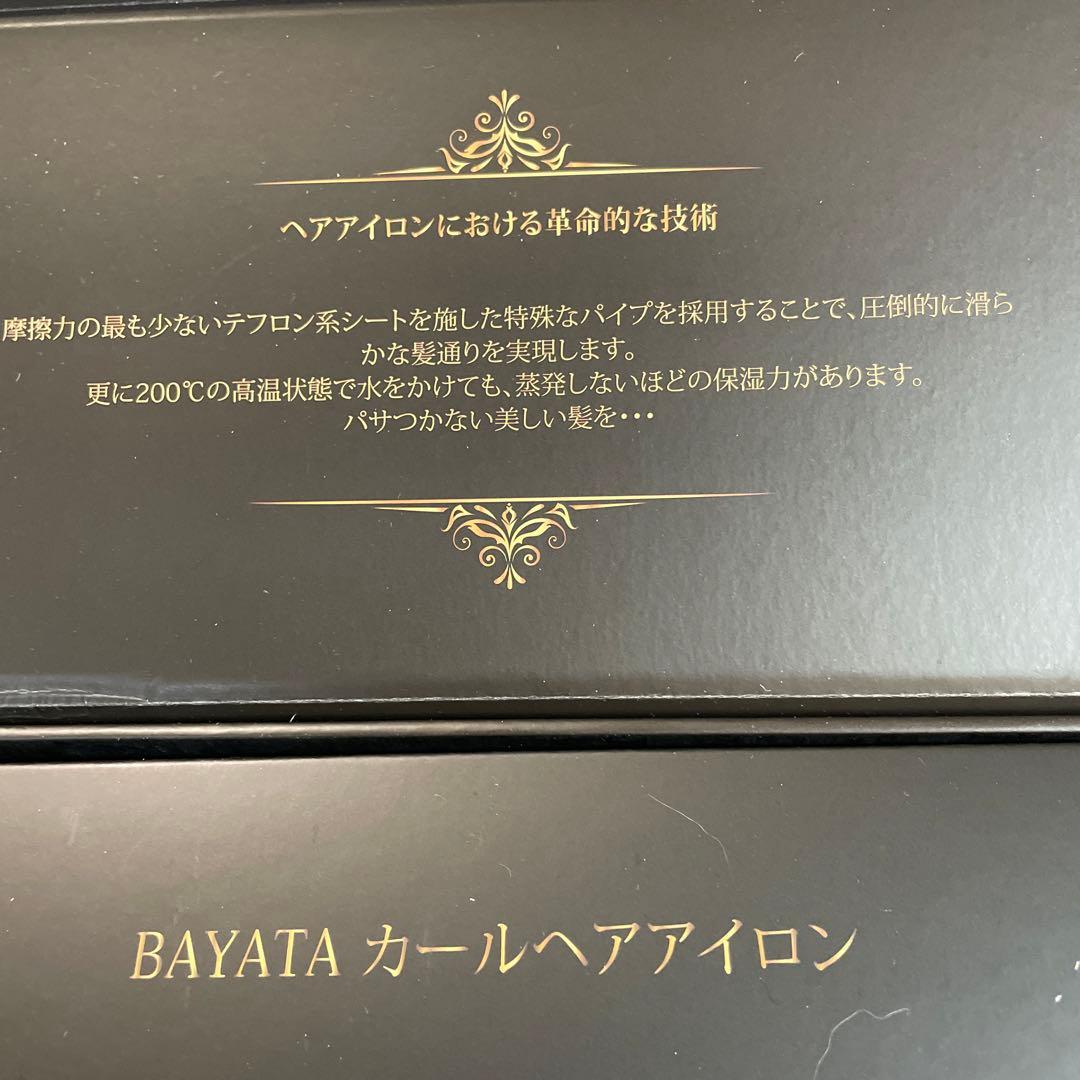 ヘアアイロンにおける革命的な技術
摩擦力の最も少ないテフロン系シートを施した特殊なパイプを採用することで、圧倒的に滑ら
かな髪通りを実現します。
更に200℃の高温状態で水をかけても、蒸発しないほどの保湿力があります。
パサつかない美しい髪を・・・
BAYATA カールヘアアイロン